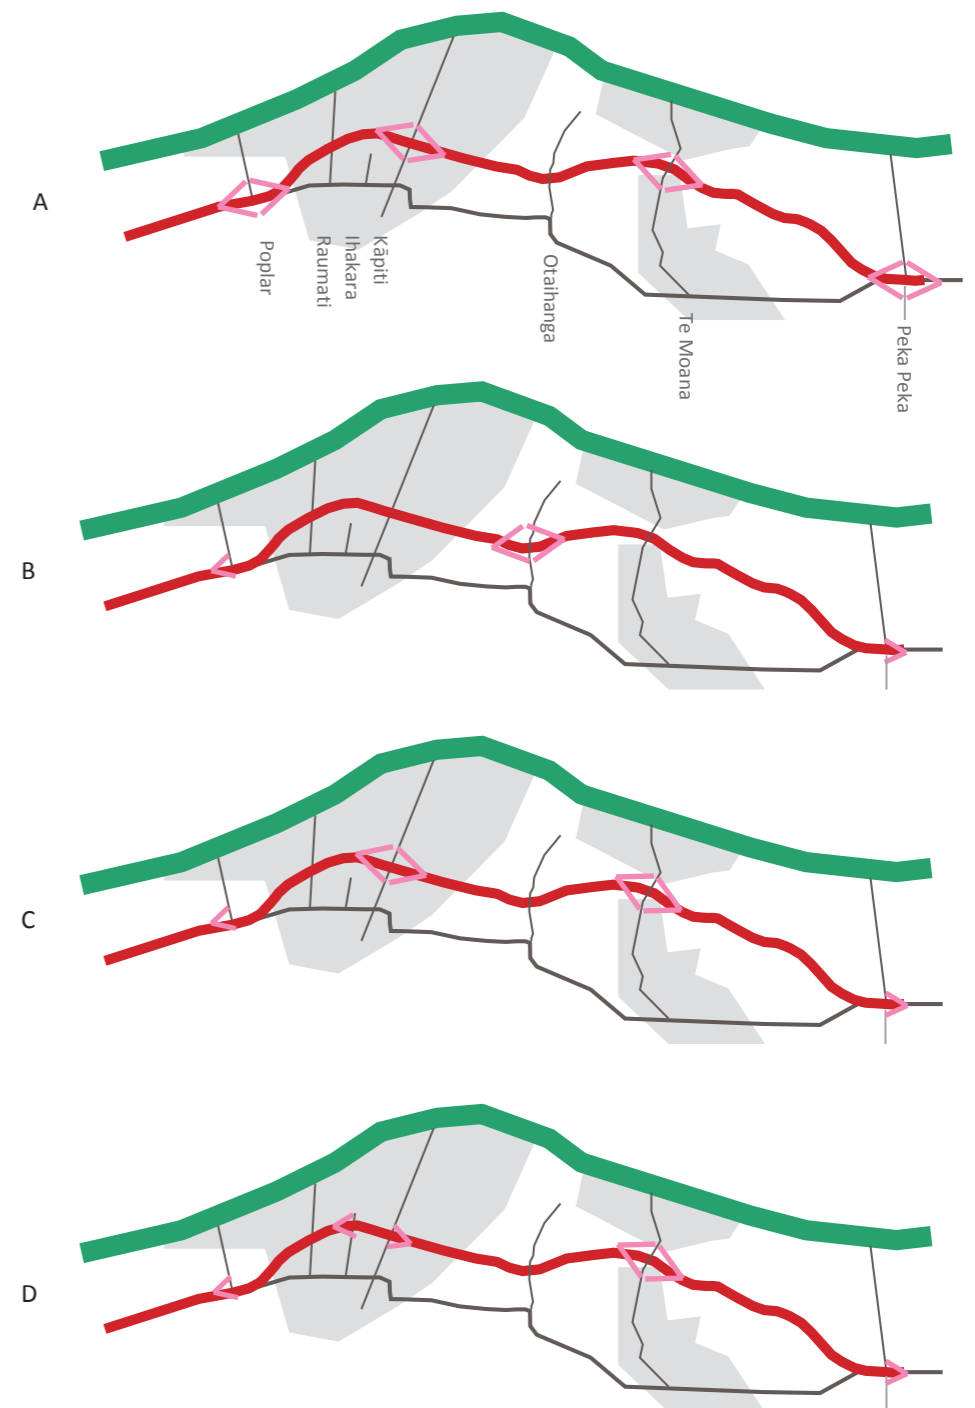 A
Poplar
Raumati
Ihakara
Kāpiti
Otaihanga
Te Moana
Peka Peka
B
C
D